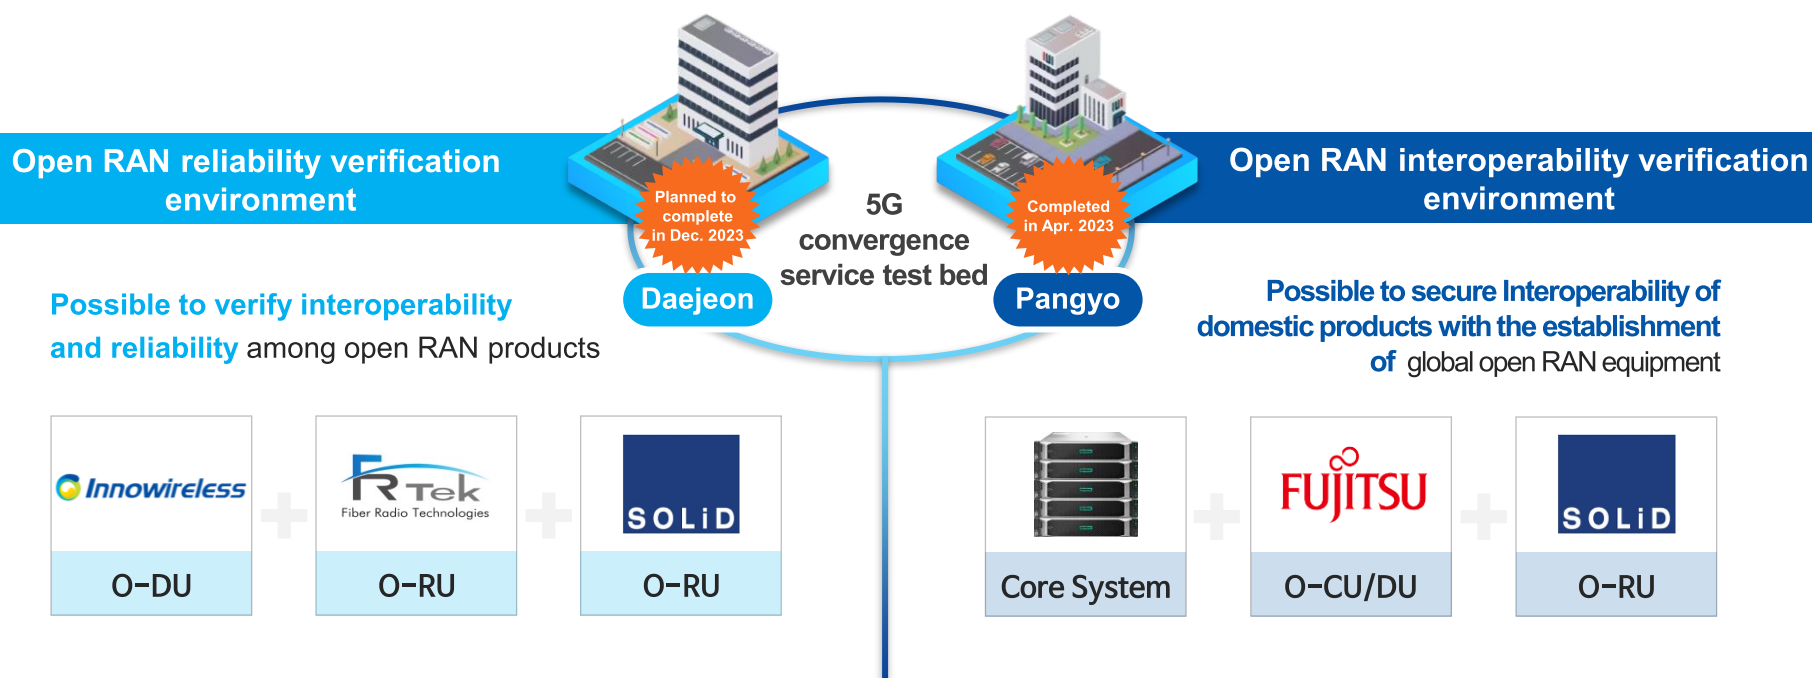 Open RAN reliability verification
environment
Planned to
complete
in Dec. 2023
Daejeon
5G
convergence
service test bed
Completed
in Apr. 2023
Pangyo
Open RAN interoperability verification
environment
Possible to verify interoperability
and reliability among open RAN products
Innowireless
O-DU
FR Tek
Fiber Radio Technologies
O-RU
SOLiD
O-RU
Possible to secure Interoperability of
domestic products with the establishment
of global open RAN equipment
Core System
FUJITSU
O-CU/DU
SOLiD
O-RU